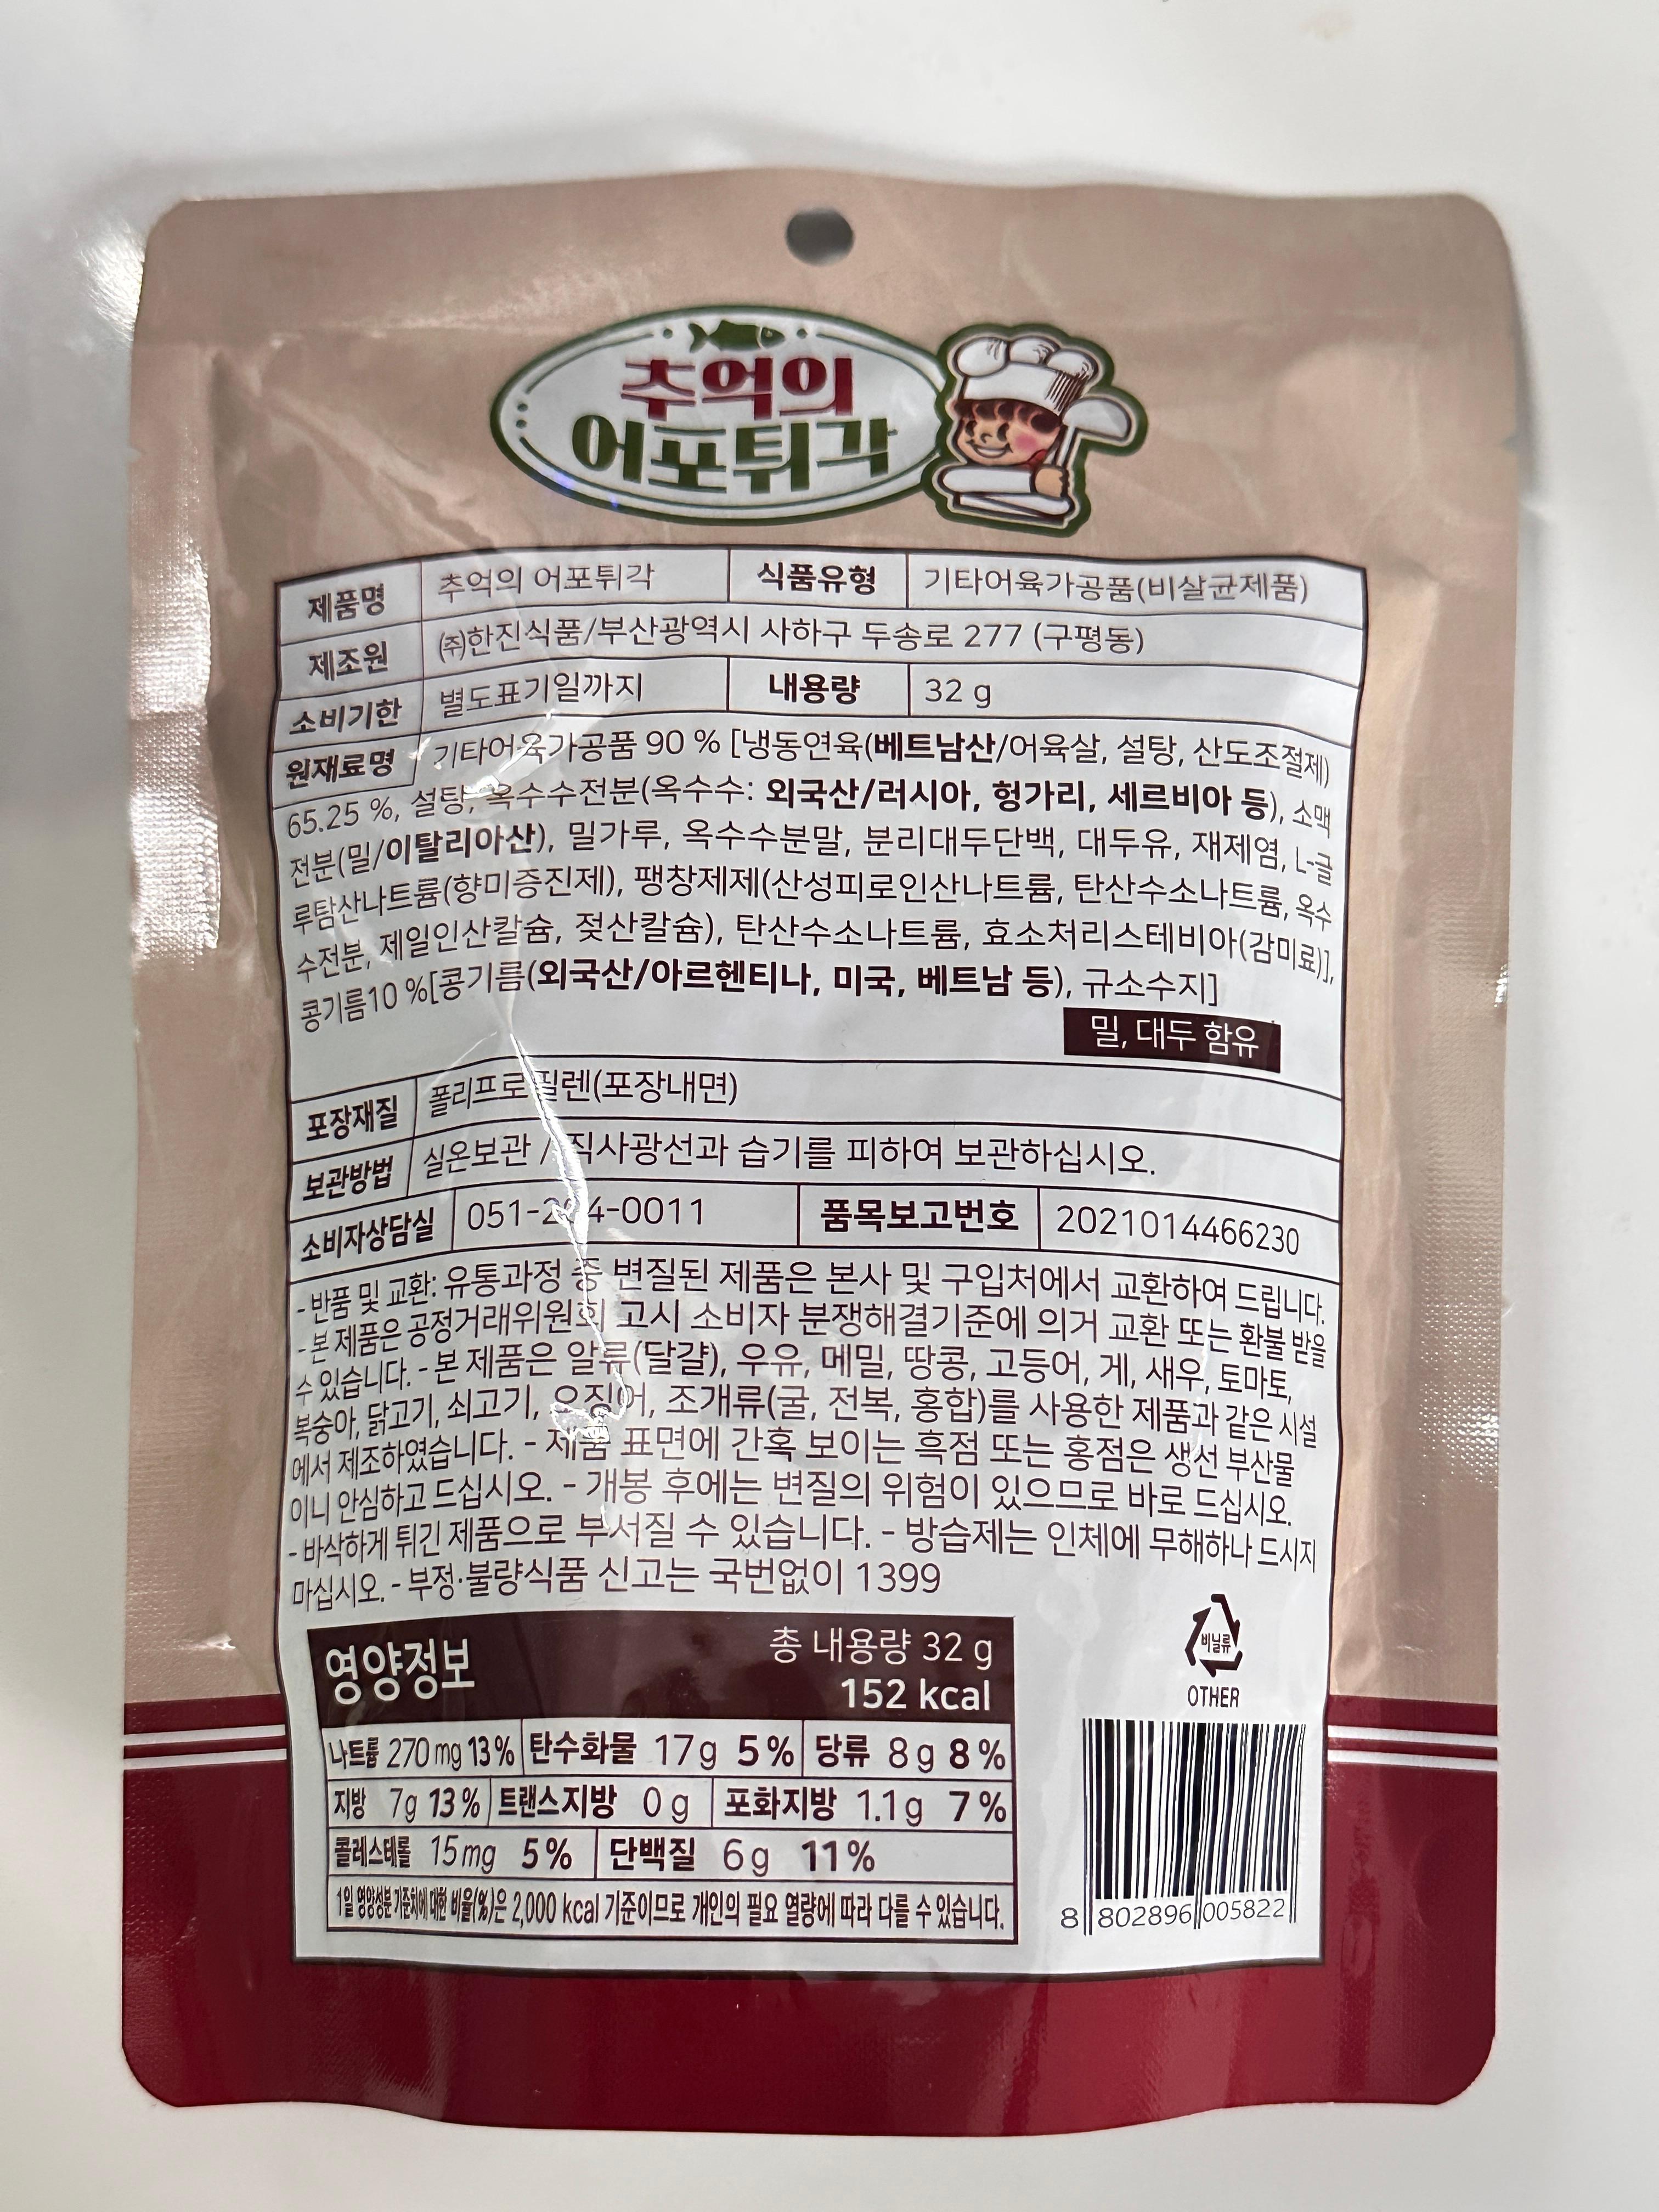 추억의
어포튀각
제품명 추억의 어포튀각 식품유형 기타어육가공품(비살균제품)
제조원 ㈜한진식품/부산광역시 사하구 두송로 277 (구평동)
소비기한 별도표기일까지 내용량 32 g
원재료명 기타어육가공품 90 % [냉동연육(베트남산/어육살, 설탕, 산도조절제)
65.25 %, 설탕, 옥수수전분(옥수수: 외국산/러시아, 헝가리, 세르비아 등), 소맥
전분(밀/이탈리아산), 밀가루, 옥수수분말, 분리대두단백, 대두유, 재제염, L-글
루탐산나트륨(향미증진제), 팽창제제(산성피로인산나트륨, 탄산수소나트륨, 옥수
수전분, 제일인산칼슘, 젖산칼슘), 탄산수소나트륨, 효소처리스테비아(감미료)],
콩기름10 %[콩기름(외국산/아르헨티나, 미국, 베트남 등), 규소수지]
밀, 대두 함유
포장재질 폴리프로필렌(포장내면)
보관방법 실온보관 / 직사광선과 습기를 피하여 보관하십시오.
소비자상담실 품목보고번호 2021014466230
- 반품 및 교환: 유통과정 중 변질된 제품은 본사 및 구입처에서 교환하여 드립니다.
- 본 제품은 공정거래위원회 고시 소비자 분쟁해결기준에 의거 교환 또는 환불 받을
수 있습니다. - 본 제품은 알류(달걀), 우유, 메밀, 땅콩, 고등어, 게, 새우, 토마토,
복숭아, 닭고기, 쇠고기, 오징어, 조개류(굴, 전복, 홍합)를 사용한 제품과 같은 시설
에서 제조하였습니다. - 제품 표면에 간혹 보이는 흑점 또는 홍점은 생선 부산물
이니 안심하고 드십시오. - 개봉 후에는 변질의 위험이 있으므로 바로 드십시오.
- 바삭하게 튀긴 제품으로 부서질 수 있습니다. - 방습제는 인체에 무해하나 드시지
마십시오. - 부정·불량식품 신고는 국번없이 1399
영양정보 총 내용량 32 g
152 kcal
나트륨 270 mg 13 % 탄수화물 17 g 5 % 당류 8 g 8 %
지방 7 g 13 % 트랜스지방 0 g 포화지방 1.1 g 7 %
콜레스테롤 15 mg 5 % 단백질 6 g 11 %
1일 영양성분 기준치에 대한 비율(%)은 2,000 kcal 기준이므로 개인의 필요 열량에 따라 다를 수 있습니다.
비닐류
OTHER
8 802896 005822